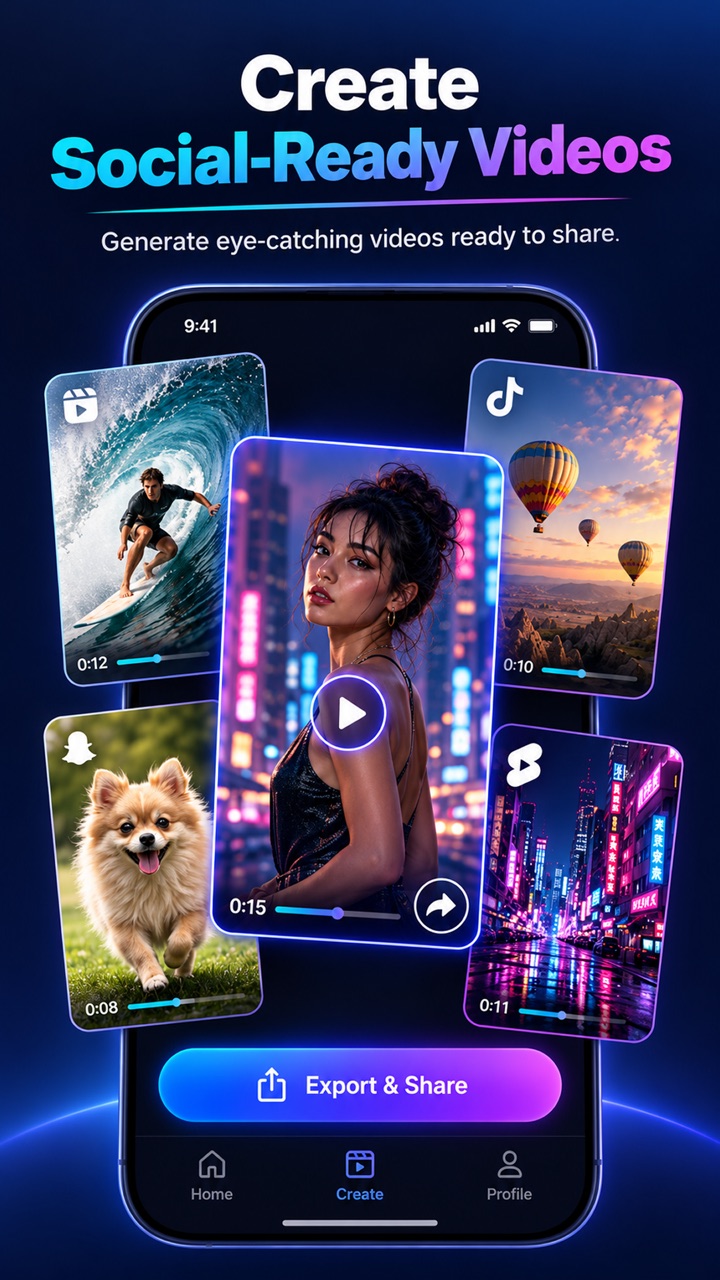 Create
Social-Ready Videos
Generate eye-catching videos ready to share.
9:41
0:12
0:10
0:15
0:08
0:11
Export & Share
Home
Create
Profile